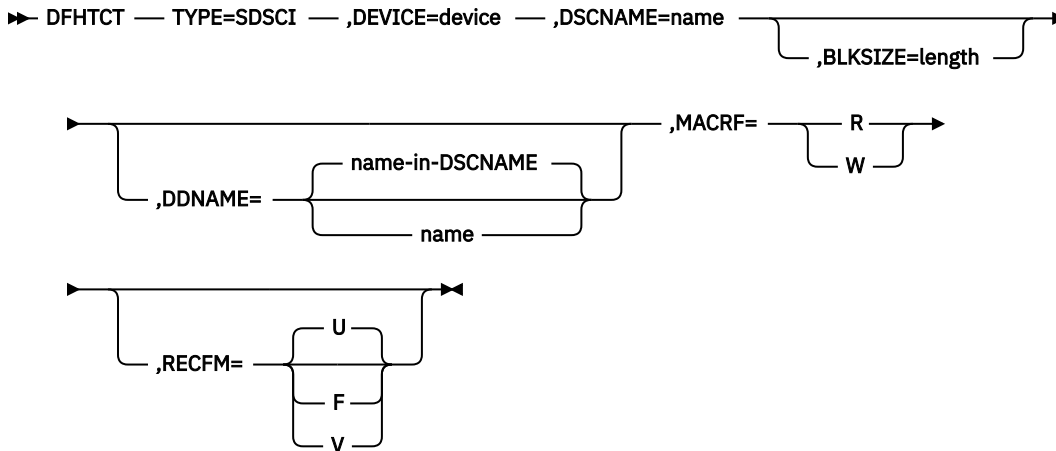 DFHTCT TYPE=SDSCI ,DEVICE=device ,DSCNAME=name
,BLKSIZE=length
,MACRF= R
name-in-DSCNAME W
,DDNAME=
name
U
,RECFM=
F
V